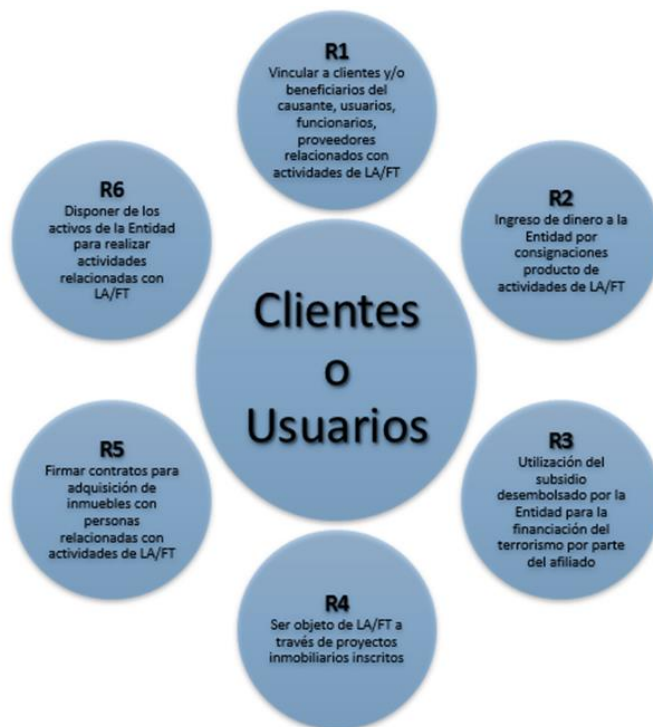 R1
Vincular a clientes y/o
beneficiarios del
causante, usuarios,
funcionarios,
proveedores
relacionados con
actividades de LA/FT
R2
Ingreso de dinero a la
Entidad por
consignaciones
producto de
actividades de LA/FT
R3
Utilización del
subsidio
desembolsado por la
Entidad para la
financiación del
terrorismo por parte
del afiliado
R4
Ser objeto de LA/FT a
través de proyectos
inmobiliarios inscritos
R5
Firmar contratos para
adquisición de
inmuebles con
personas
relacionadas con
actividades de LA/FT
R6
Disponer de los
activos de la Entidad
para realizar
actividades
relacionadas con
LA/FT
Clientes
o
Usuarios